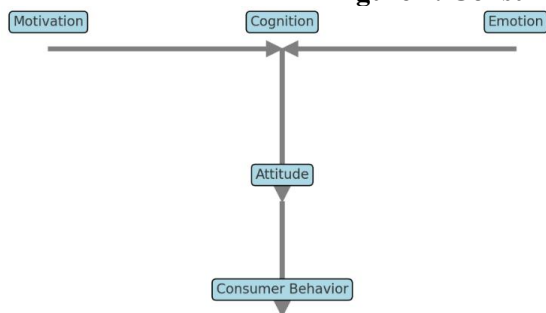 Motivation
Cognition
Emotion
Attitude
Consumer Behavior